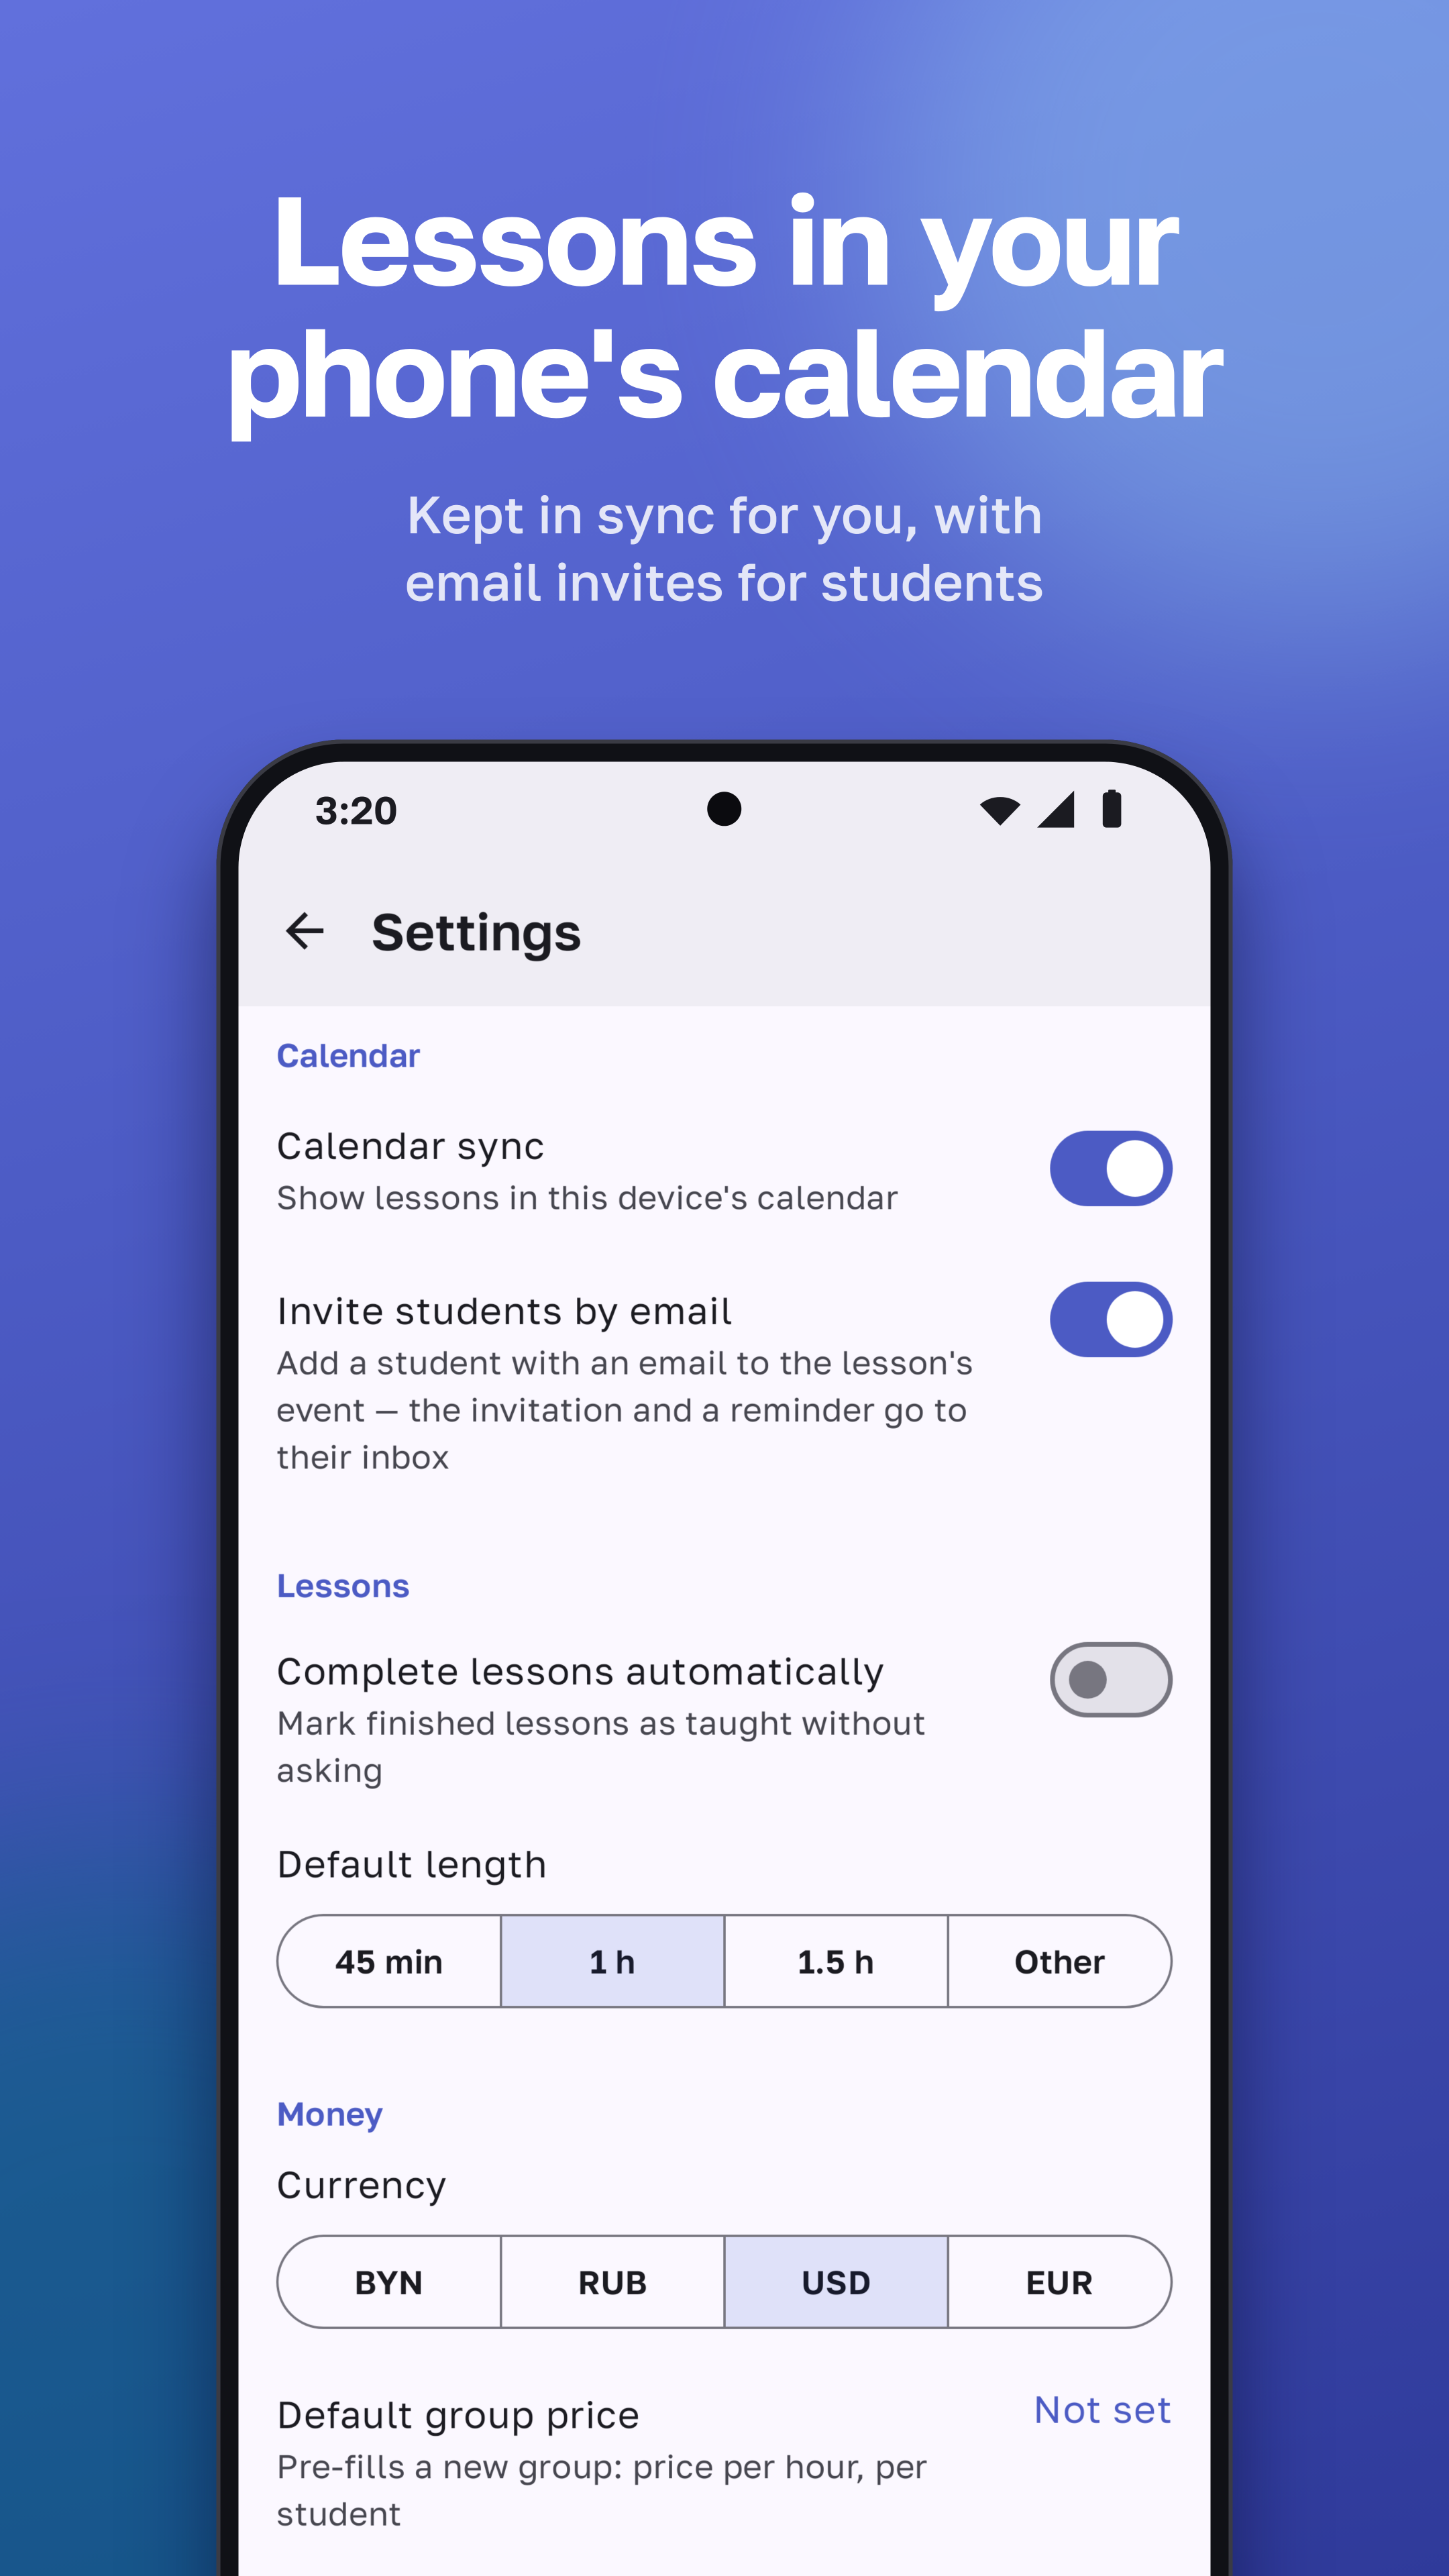 Lessons in your
phone's calendar
Kept in sync for you, with
email invites for students
3:20
Settings
Calendar
Calendar sync
Show lessons in this device's calendar
Invite students by email
Add a student with an email to the lesson's
event — the invitation and a reminder go to
their inbox
Lessons
Complete lessons automatically
Mark finished lessons as taught without
asking
Default length
45 min 1 h 1.5 h Other
Money
Currency
BYN RUB USD EUR
Default group price Not set
Pre-fills a new group: price per hour, per
student